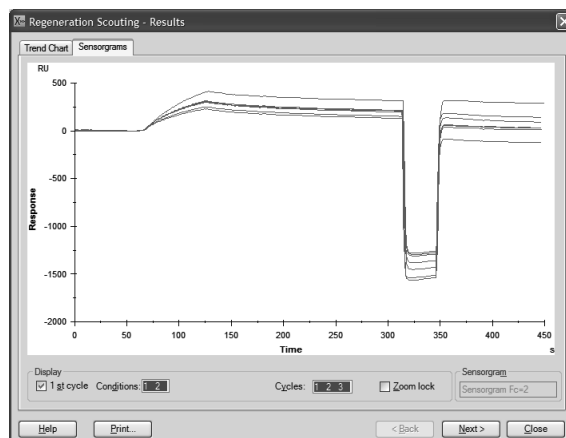 Regeneration Scouting - Results
Trend Chart Sensorgrams
RU
500
0
-500
-1000
-1500
-2000
Response
0 50 100 150 200 250 300 350 400 450
Time s
Display
1 st cycle Conditions: 1 2 Cycles: 1 2 3 Zoom lock
Sensorgram
Sensorgram Fc=2
Help Print... < Back Next > Close